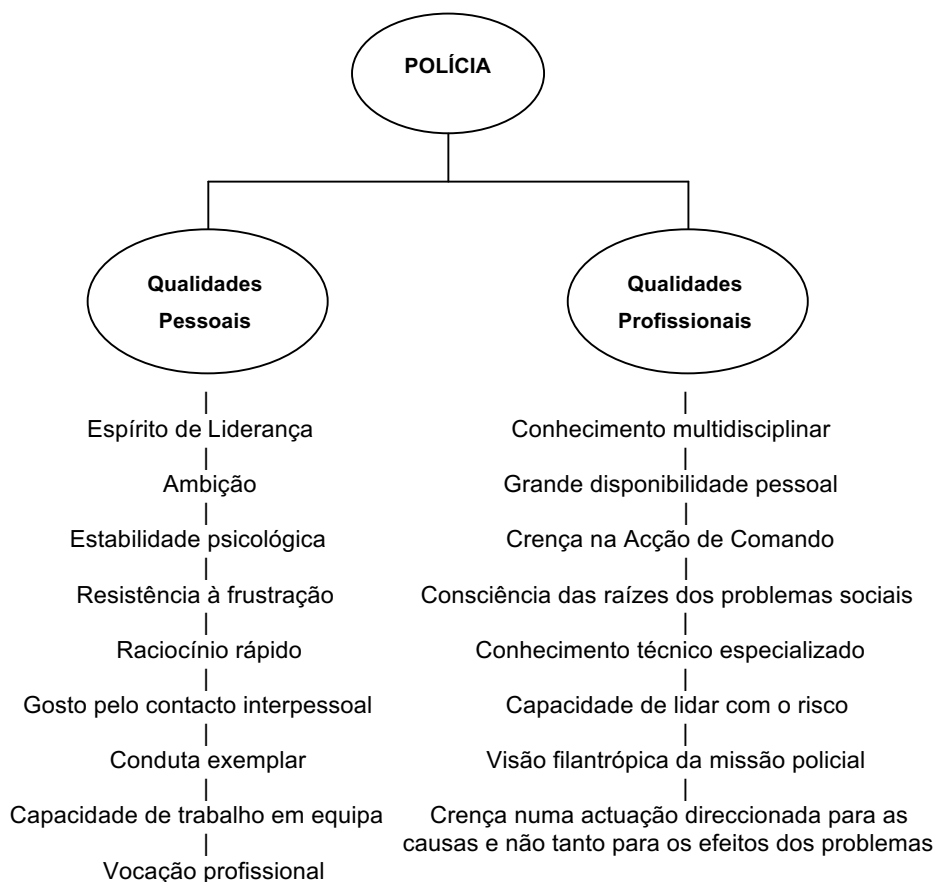 POLÍCIA
Qualidades
Pessoais
Espírito de Liderança
Ambição
Estabilidade psicológica
Resistência à frustração
Raciocínio rápido
Gosto pelo contacto interpessoal
Conduta exemplar
Capacidade de trabalho em equipa
Vocação profissional
Qualidades
Profissionais
Conhecimento multidisciplinar
Grande disponibilidade pessoal
Crença na Acção de Comando
Consciência das raízes dos problemas sociais
Conhecimento técnico especializado
Capacidade de lidar com o risco
Visão filantrópica da missão policial
Crença numa actuação direccionada para as
causas e não tanto para os efeitos dos problemas